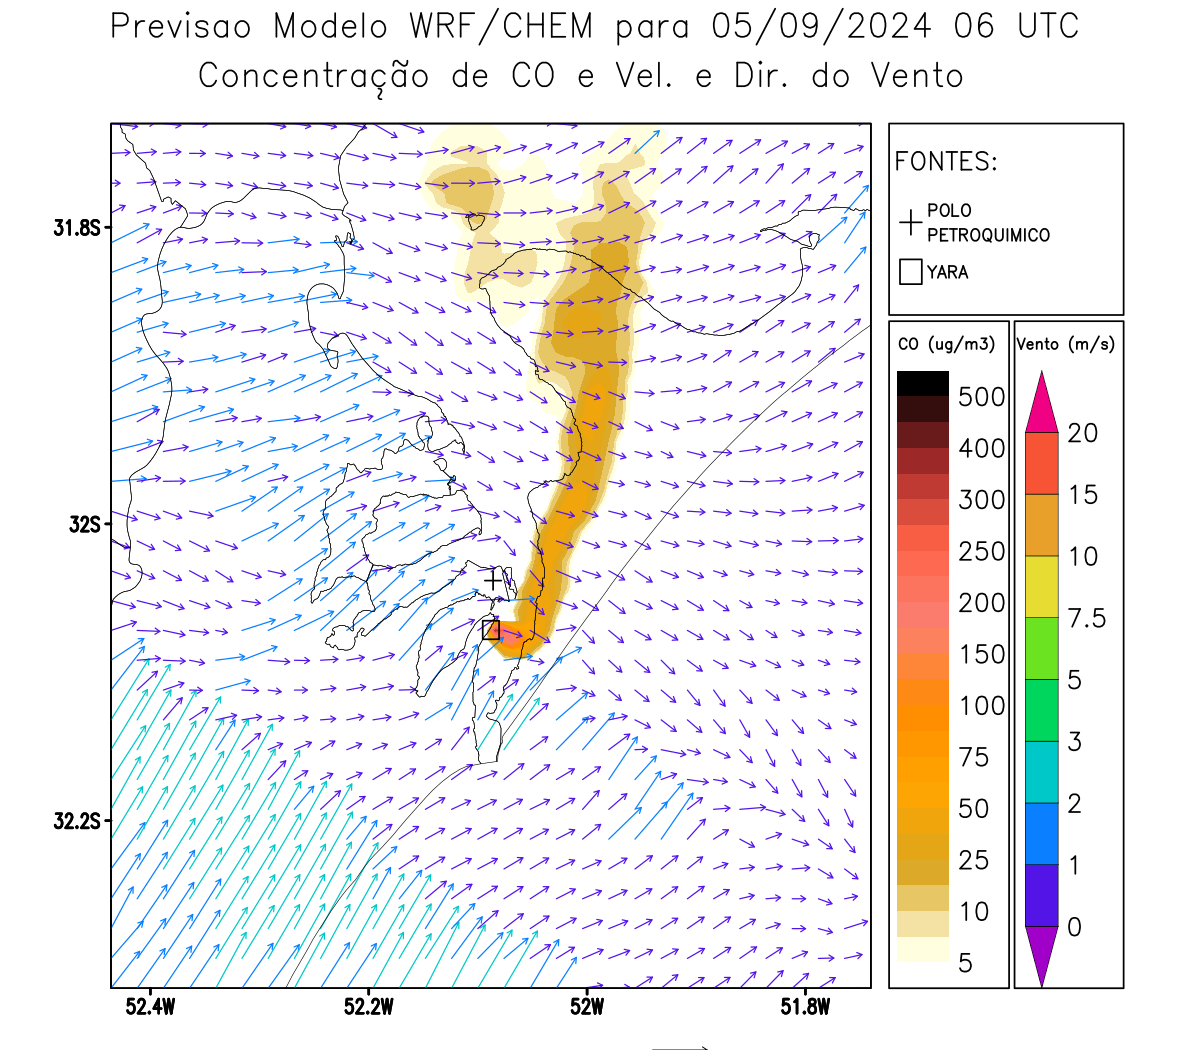 Previsao Modelo WRF/CHEM para 05/09/2024 06 UTC
Concentração de CO e Vel. e Dir. do Vento
FONTES:
POLO
PETROQUIMICO
YARA
31.8S
32S
32.2S
52.4W
52.2W
52W
51.8W
CO (ug/m3)
500
400
300
250
200
150
100
75
50
25
10
5
Vento (m/s)
20
15
10
7.5
5
3
2
1
0